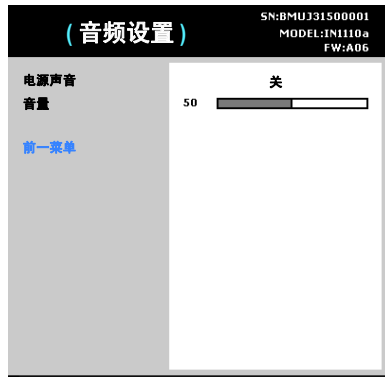 (音频设置)
SN:BMUJ31500001
MODEL:IN1110a
FW:A06
电源声音 关
音量 50
前一菜单